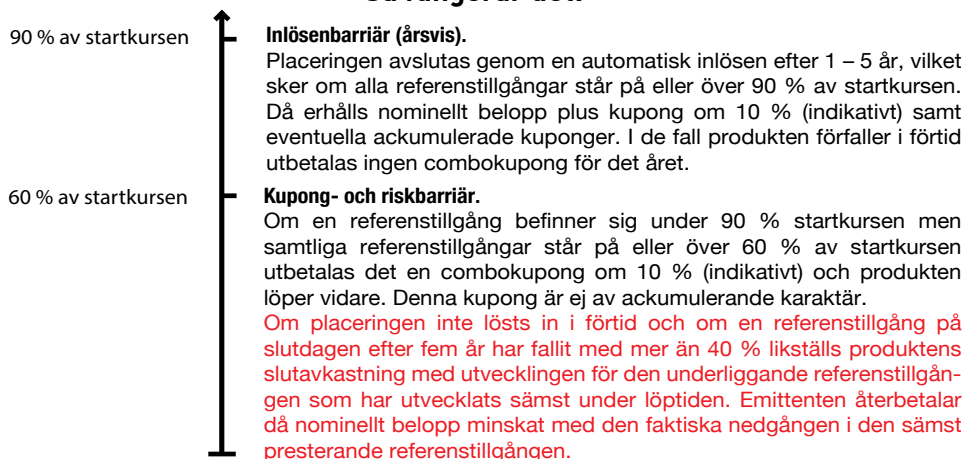 90 % av startkursen
Inlösenbarriär (årsvis).
Placeringen avslutas genom en automatisk inlösen efter 1 – 5 år, vilket
sker om alla referenstillgångar står på eller över 90 % av startkursen.
Då erhålls nominellt belopp plus kupong om 10 % (indikativt) samt
eventuella ackumulerade kuponger. I de fall produkten förfaller i förtid
utbetalas ingen combokupong för det året.
60 % av startkursen
Kupong- och riskbarriär.
Om en referenstillgång befinner sig under 90 % startkursen men
samtliga referenstillgångar står på eller över 60 % av startkursen
utbetalas det en combokupong om 10 % (indikativt) och produkten
löper vidare. Denna kupong är ej av ackumulerande karaktär.
Om placeringen inte lösts in i förtid och om en referenstillgång på
slutdagen efter fem år har fallit med mer än 40 % likställs produktens
slutavkastning med utvecklingen för den underliggande referenstillgån-
gen som har utvecklats sämst under löptiden. Emittenten återbetalar
då nominellt belopp minskat med den faktiska nedgången i den sämst
presterande referenstillgången.